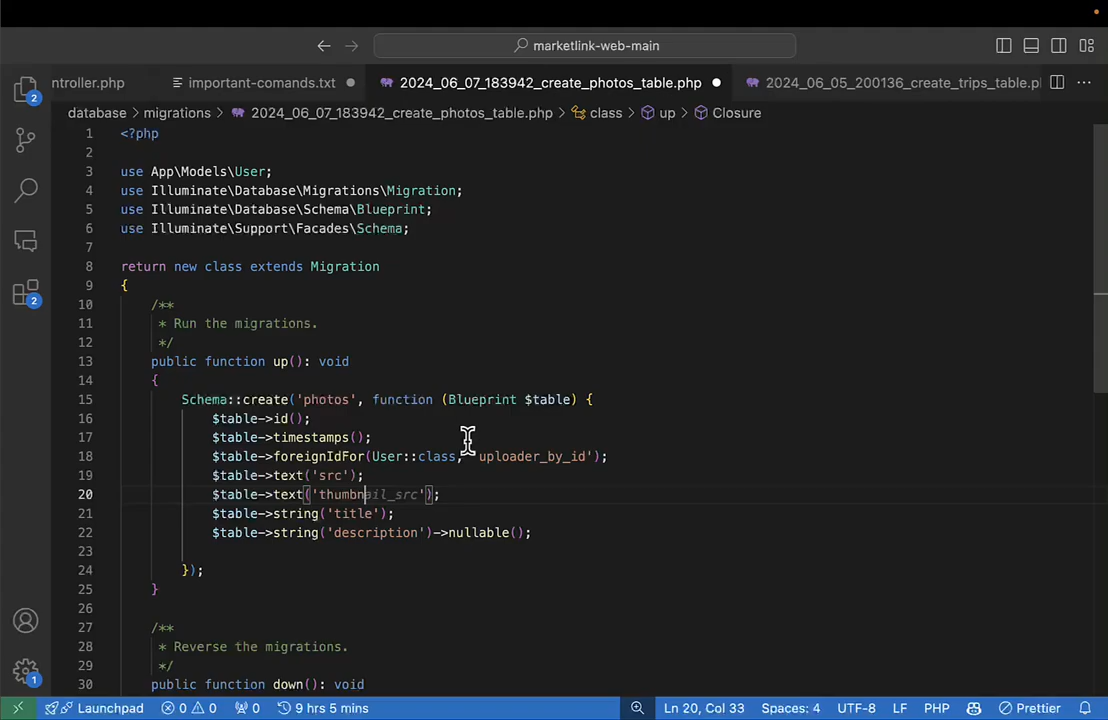 marketlink-web-main
ntroller.php
important-comands.txt
2024_06_07_183942_create_photos_table.php
2024_06_05_200136_create_trips_table.p
database > migrations > 2024_06_07_183942_create_photos_table.php > class > up > Closure
1 <?php
2
3 use App\Models\User;
4 use Illuminate\Database\Migrations\Migration;
5 use Illuminate\Database\Schema\Blueprint;
6 use Illuminate\Support\Facades\Schema;
7
8 return new class extends Migration
9 {
10 /**
11 * Run the migrations.
12 */
13 public function up(): void
14 {
15 Schema::create('photos', function (Blueprint $table) {
16 $table->id();
17 $table->timestamps();
18 $table->foreignIdFor(User::class, 'uploader_by_id');
19 $table->text('src');
20 $table->text('thumbnail_src');
21 $table->string('title');
22 $table->string('description')->nullable();
23
24 });
25 }
26
27 /**
28 * Reverse the migrations.
29 */
30 public function down(): void
2
2
1
Launchpad 0 0 0 9 hrs 5 mins Ln 20, Col 33 Spaces: 4 UTF-8 LF PHP Prettier